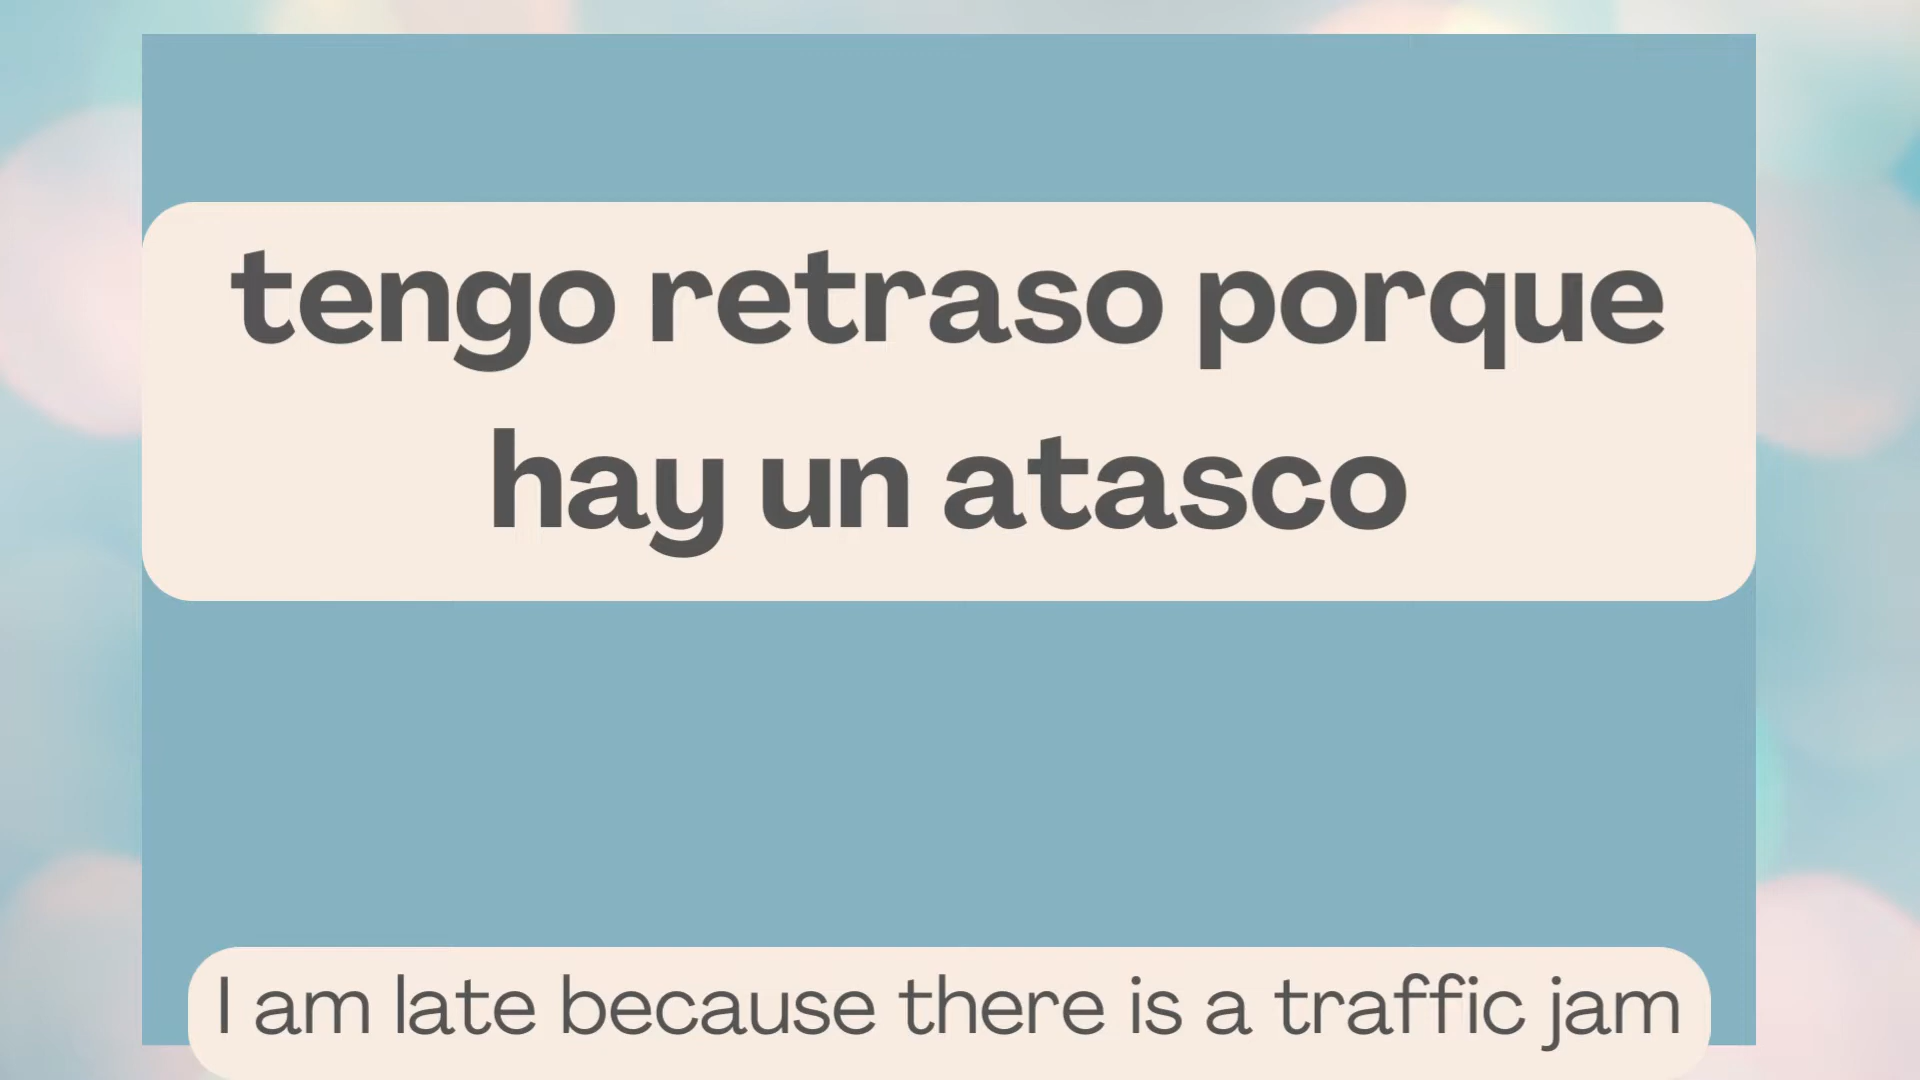 tengo retraso porque
hay un atasco
I am late because there is a traffic jam